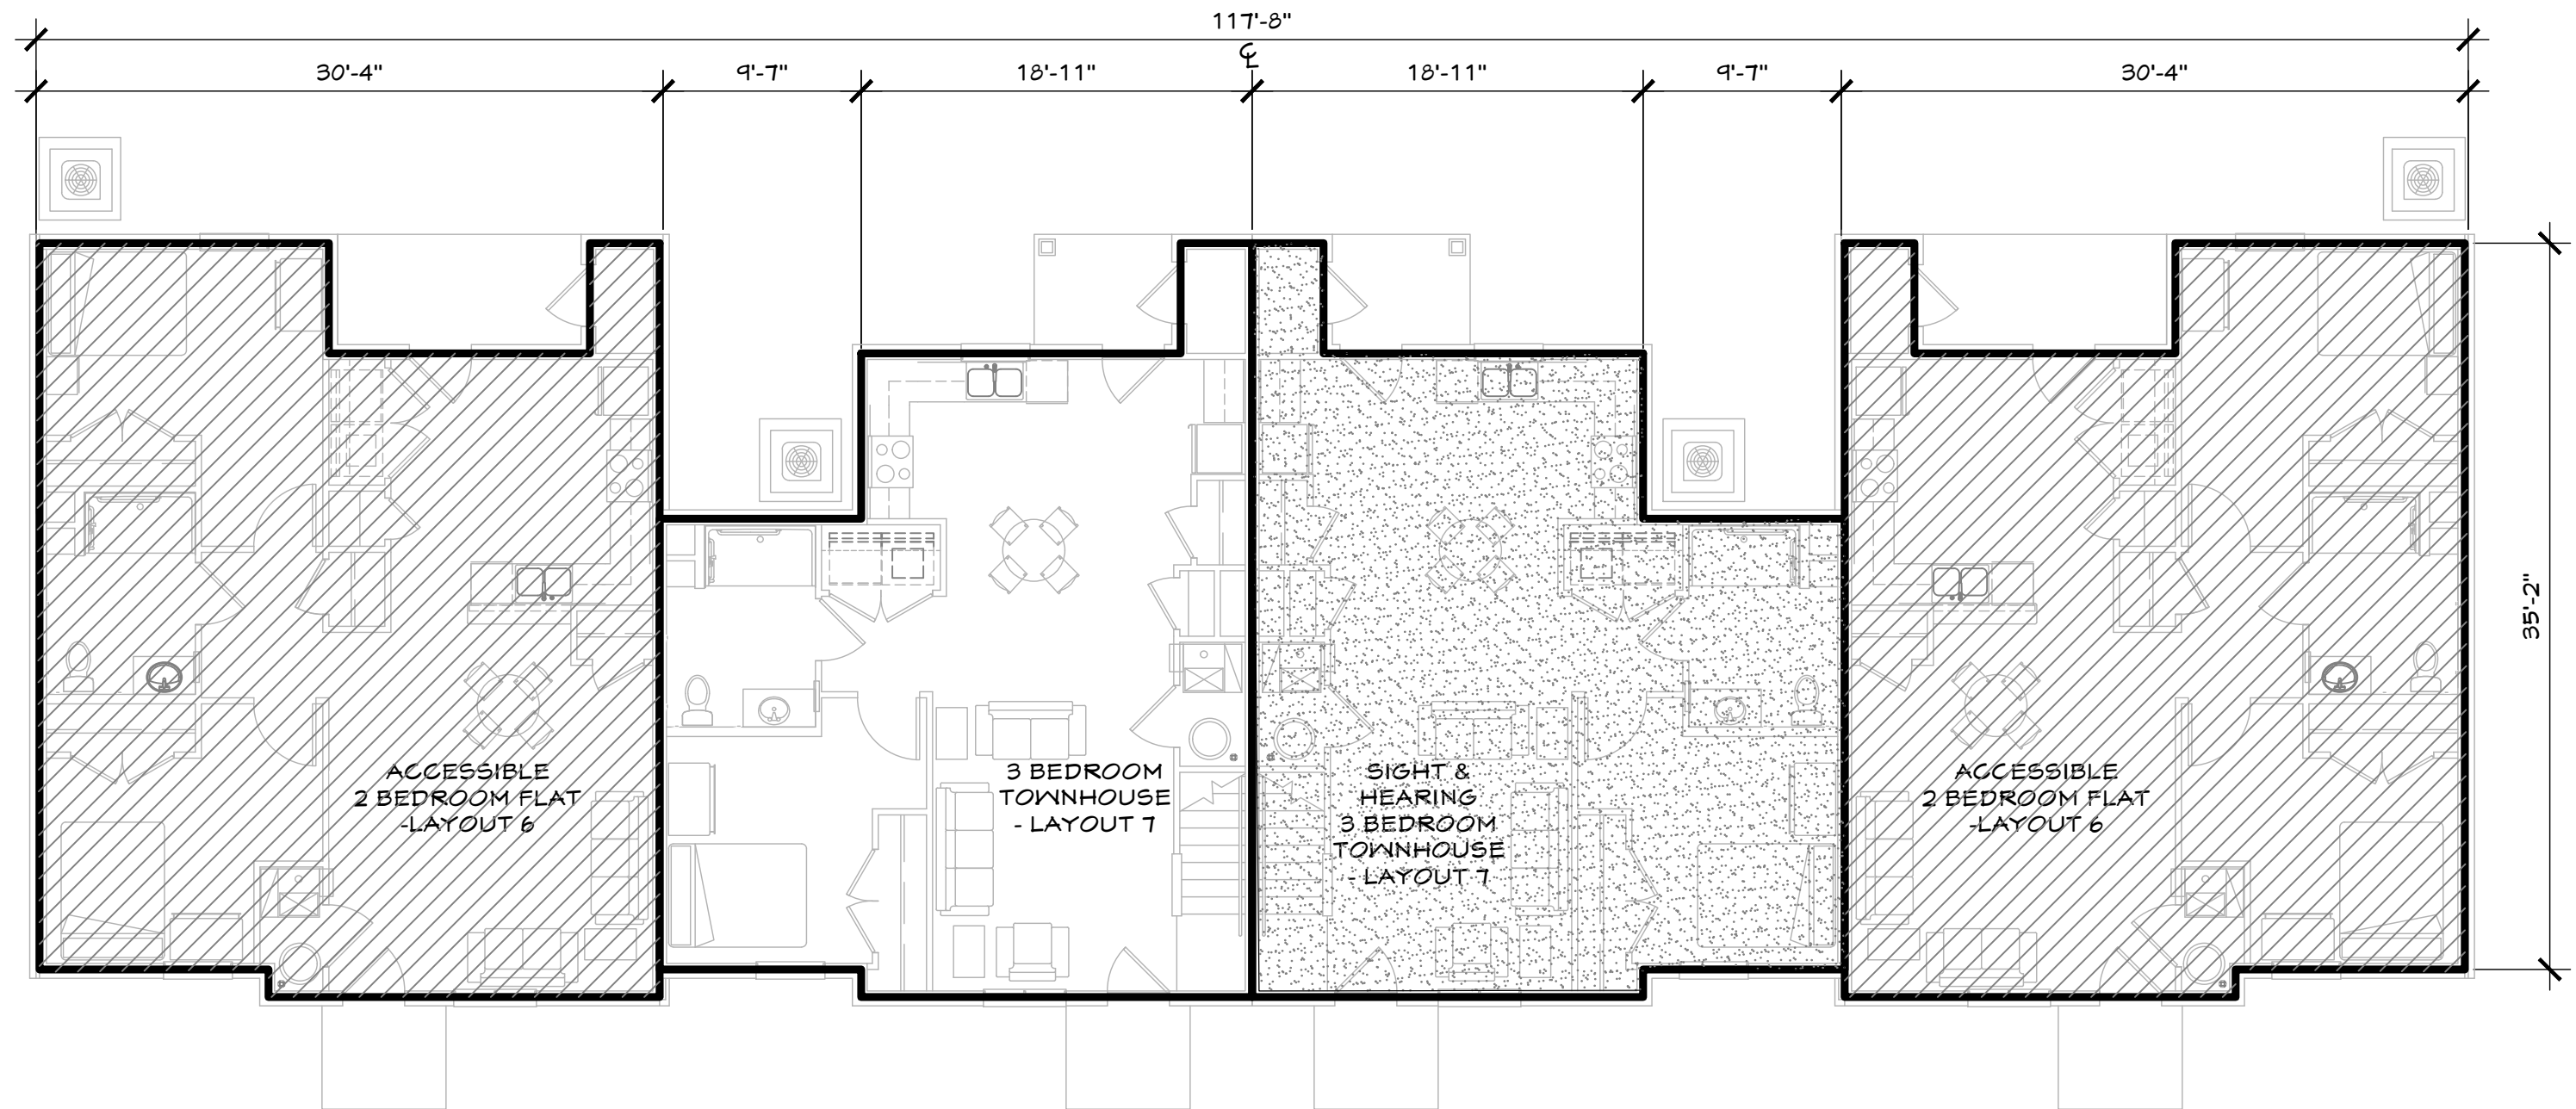 117'-8"
℄
30'-4"
9'-7"
18'-11"
18'-11"
9'-7"
30'-4"
35'-2"
ACCESSIBLE
2 BEDROOM FLAT
-LAYOUT 6
3 BEDROOM
TOWNHOUSE
- LAYOUT 7
SIGHT &
HEARING
3 BEDROOM
TOWNHOUSE
- LAYOUT 7
ACCESSIBLE
2 BEDROOM FLAT
-LAYOUT 6